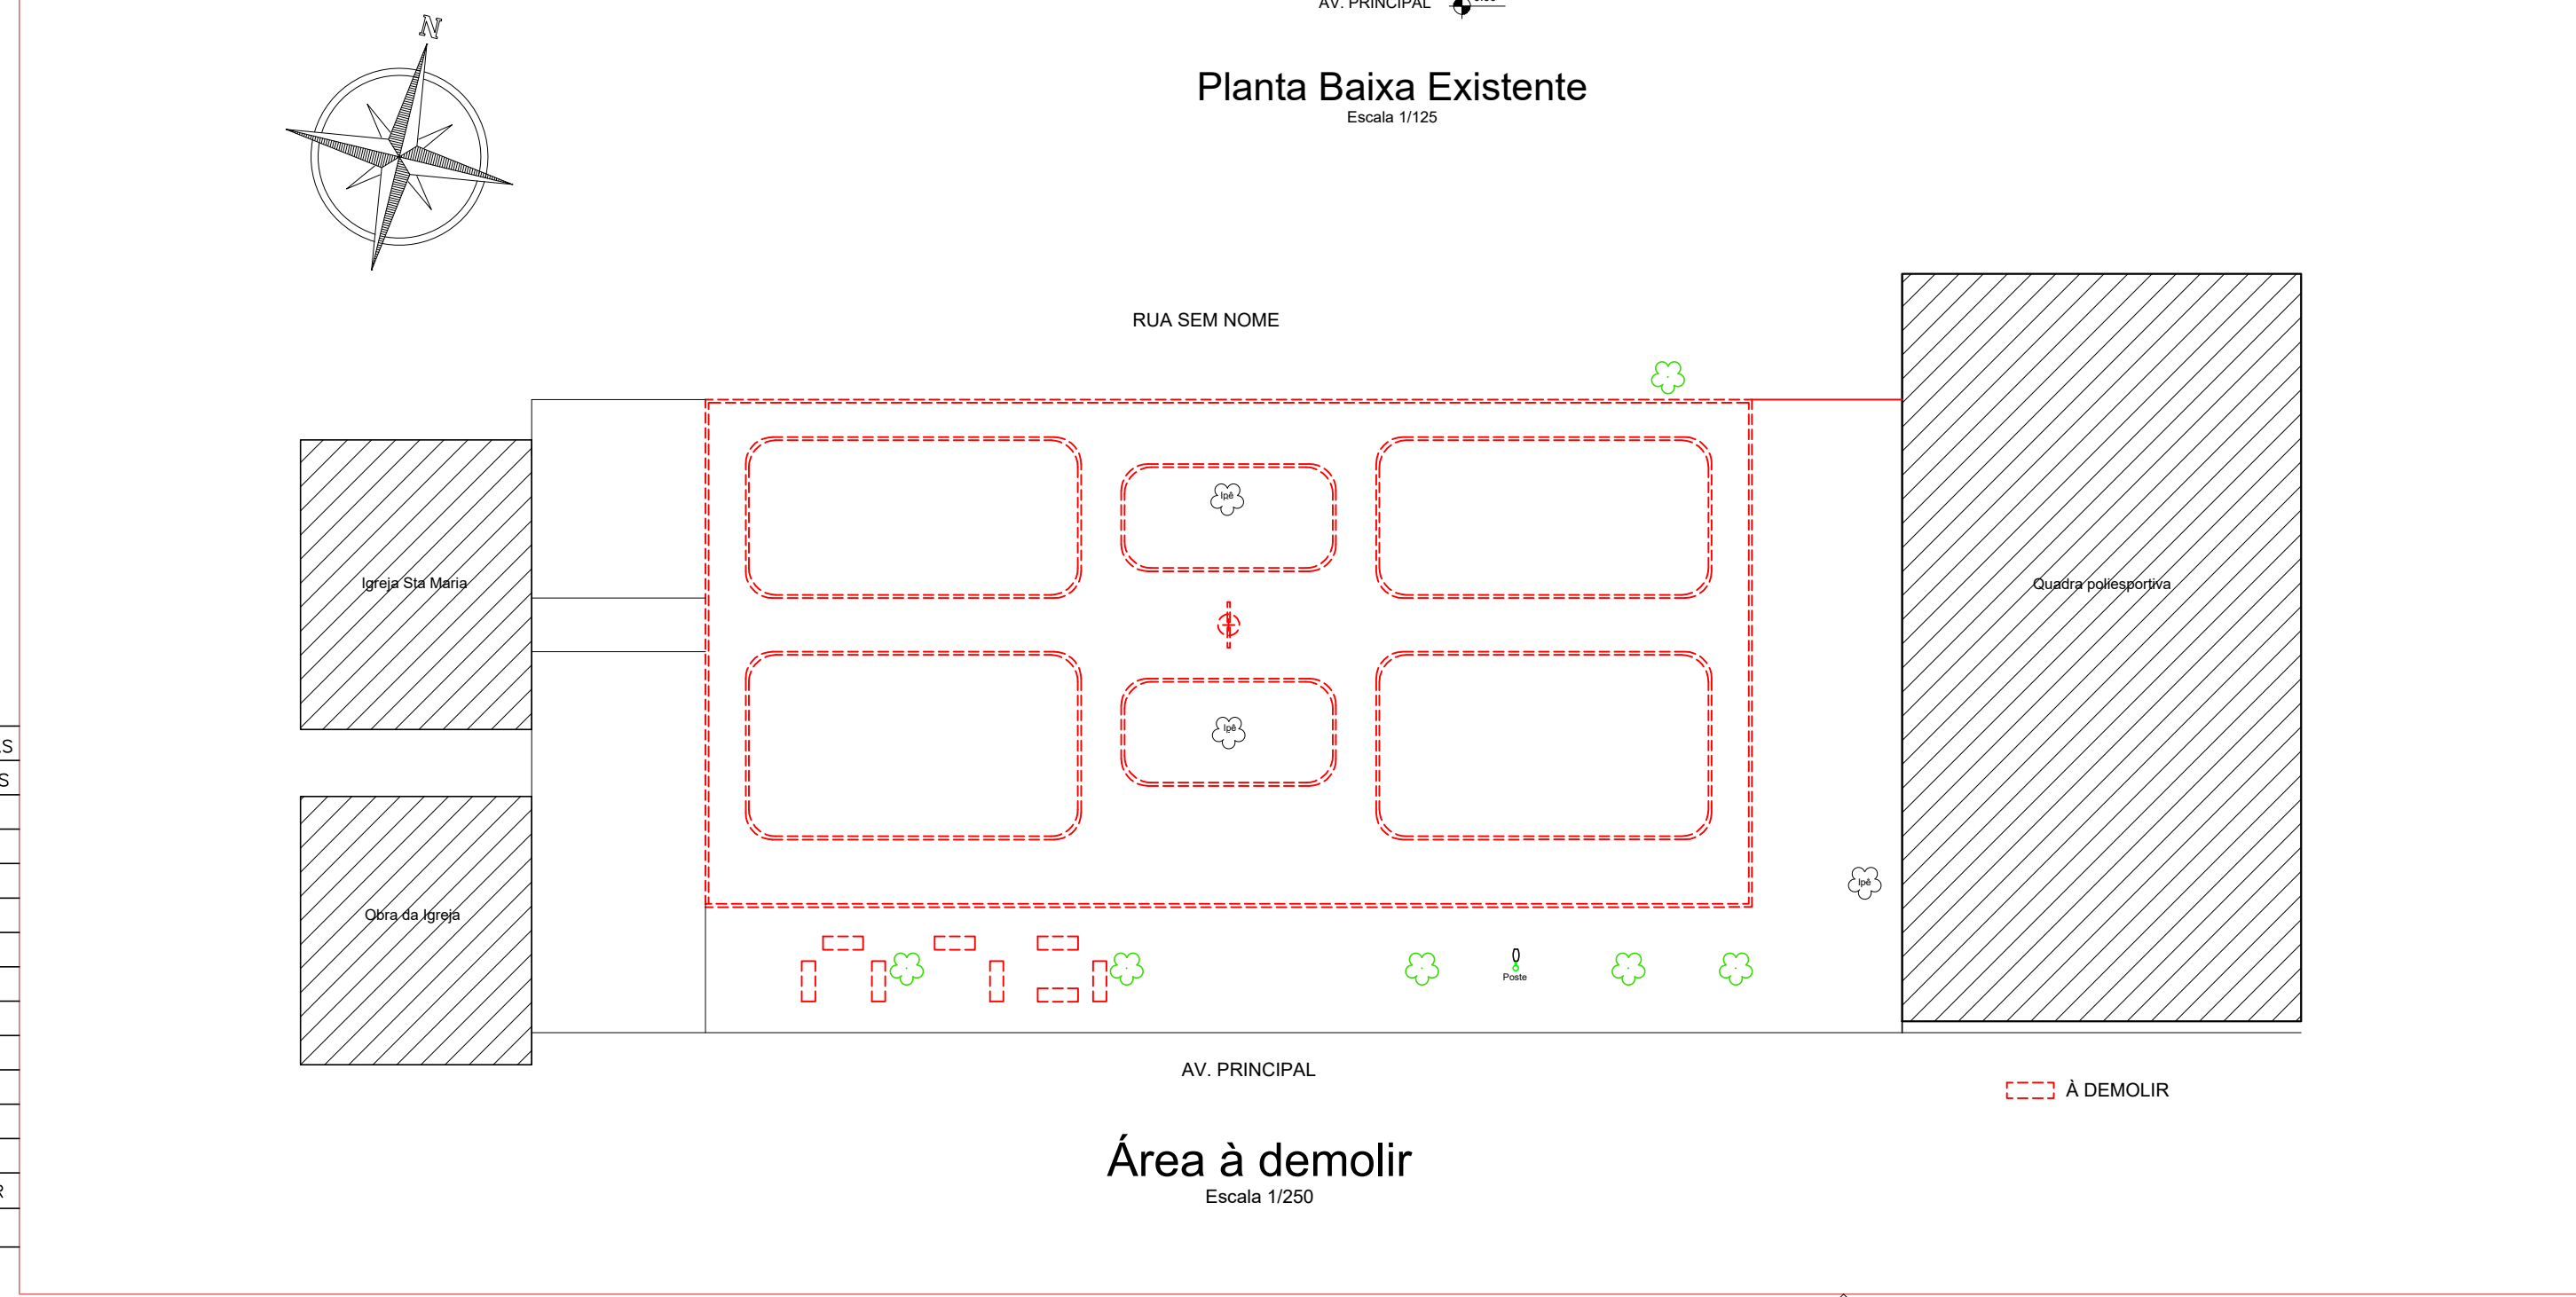 AV. PRINCIPAL
N
Planta Baixa Existente
Escala 1/125
RUA SEM NOME
Ipê
Igreja Sta Maria
Quadra poliesportiva
Ipê
AS
S
Ipê
Obra da Igreja
Poste
AV. PRINCIPAL
À DEMOLIR
Área à demolir
Escala 1/250
R